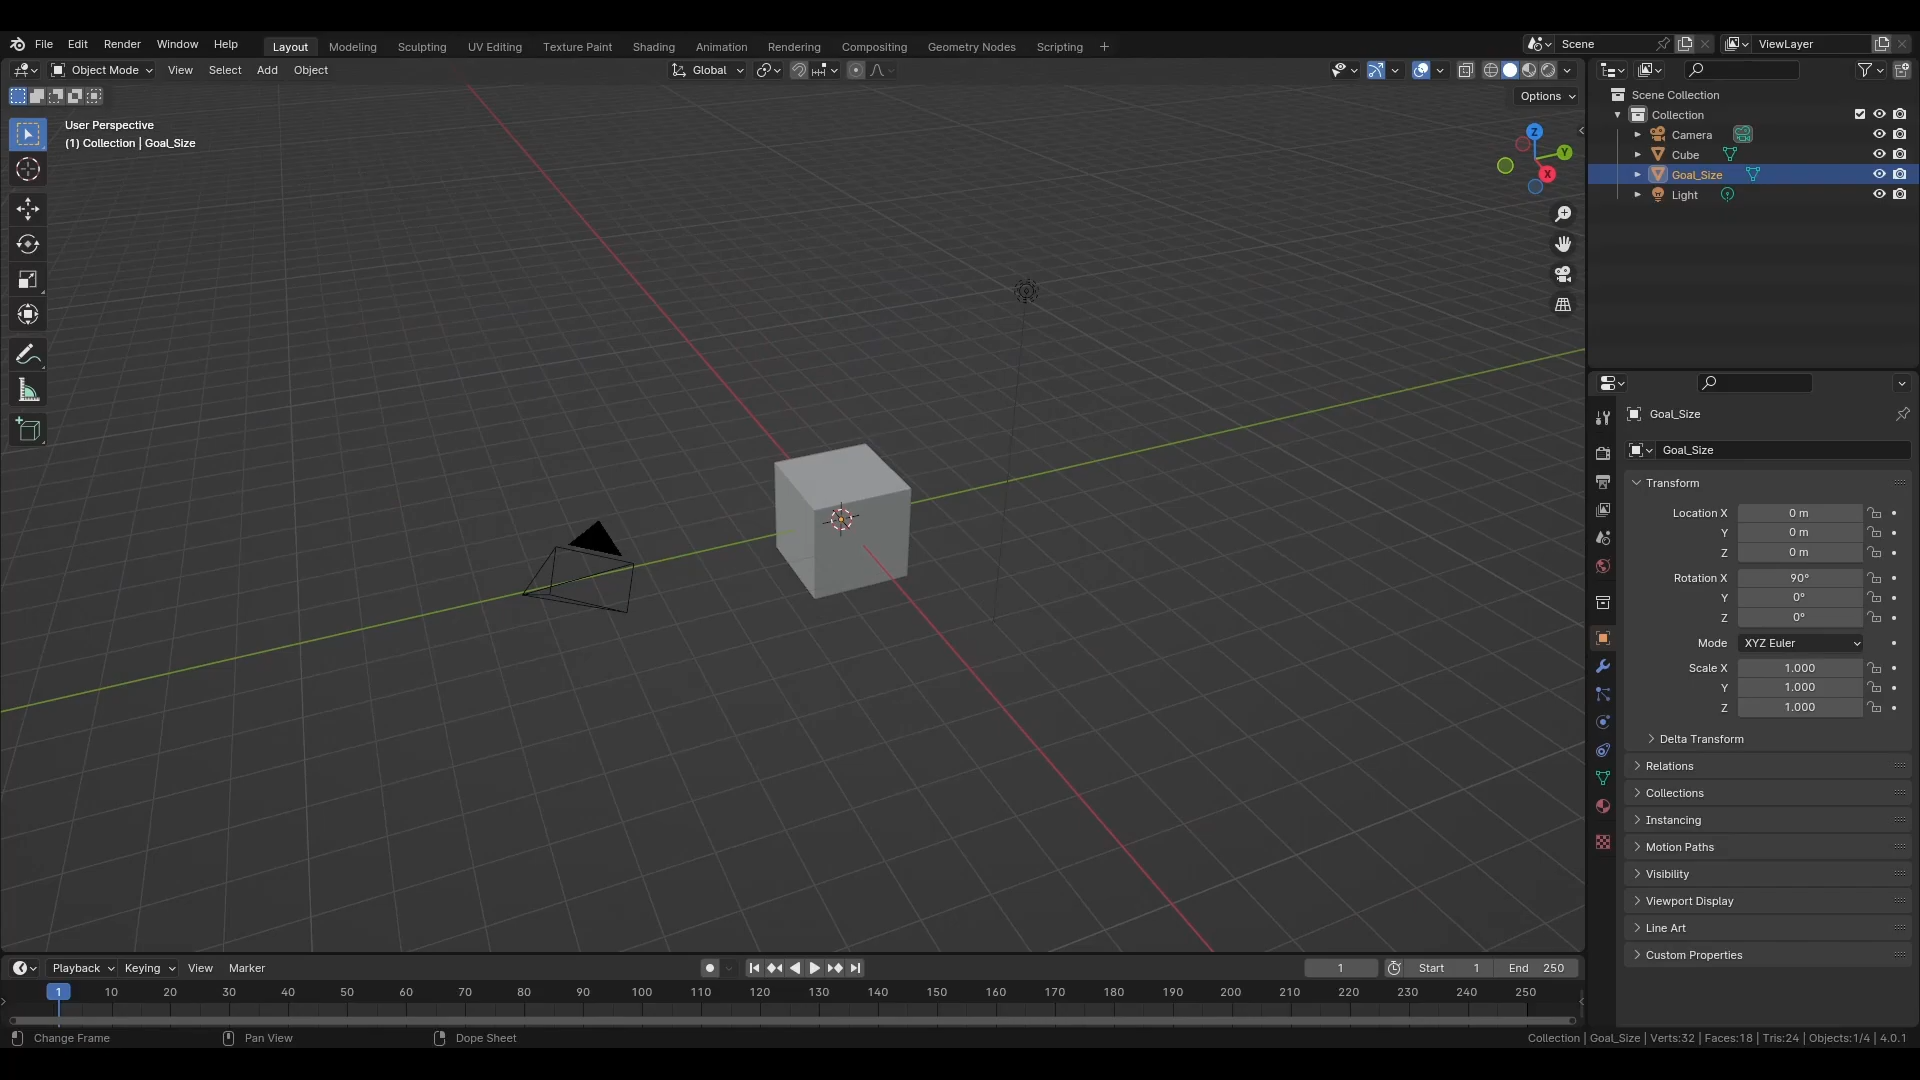 File Edit Render Window Help Layout Modeling Sculpting UV Editing Texture Paint Shading Animation Rendering Compositing Geometry Nodes Scripting + Scene ViewLayer
Object Mode View Select Add Object Global
Options
User Perspective
(1) Collection | Goal_Size
Z
Y
X
Scene Collection
Collection
Camera
Cube
Goal_Size
Light
Goal_Size
Goal_Size
Transform
Location X 0 m
Y 0 m
Z 0 m
Rotation X 90°
Y 0°
Z 0°
Mode XYZ Euler
Scale X 1.000
Y 1.000
Z 1.000
Delta Transform
Relations
Collections
Instancing
Motion Paths
Visibility
Viewport Display
Line Art
Custom Properties
Playback Keying View Marker 1 Start 1 End 250
1 10 20 30 40 50 60 70 80 90 100 110 120 130 140 150 160 170 180 190 200 210 220 230 240 250
Change Frame Pan View Dope Sheet Collection | Goal_Size | Verts:32 | Faces:18 | Tris:24 | Objects:1/4 | 4.0.1